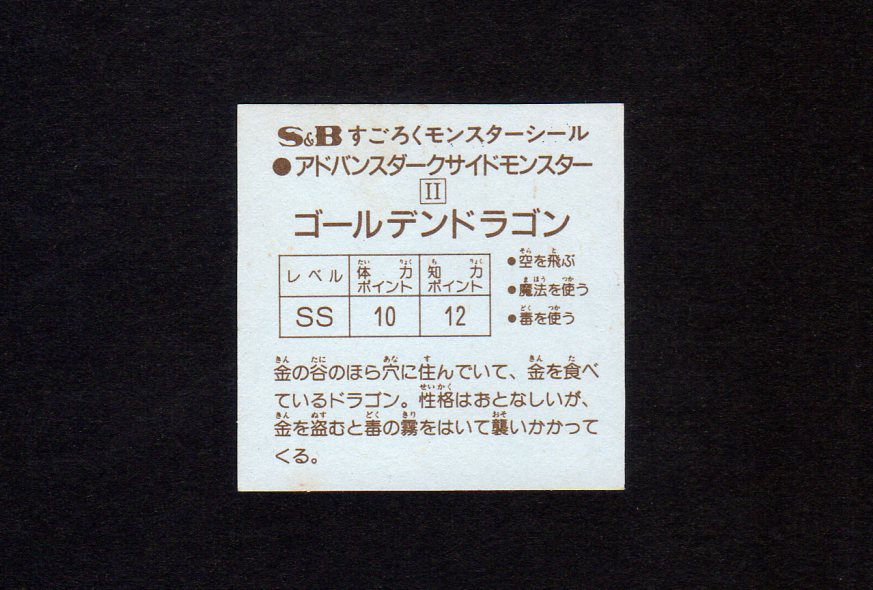 S&B すごろくモンスターシール
●アドバンスダークサイドモンスター
II
ゴールデンドラゴン
レベル 体力ポイント 知力ポイント
SS 10 12
●空を飛ぶ
●魔法を使う
●毒を使う
金の谷のほら穴に住んでいて、金を食べ
ているドラゴン。性格はおとなしいが、
金を盗むと毒の霧をはいて襲いかかって
くる。